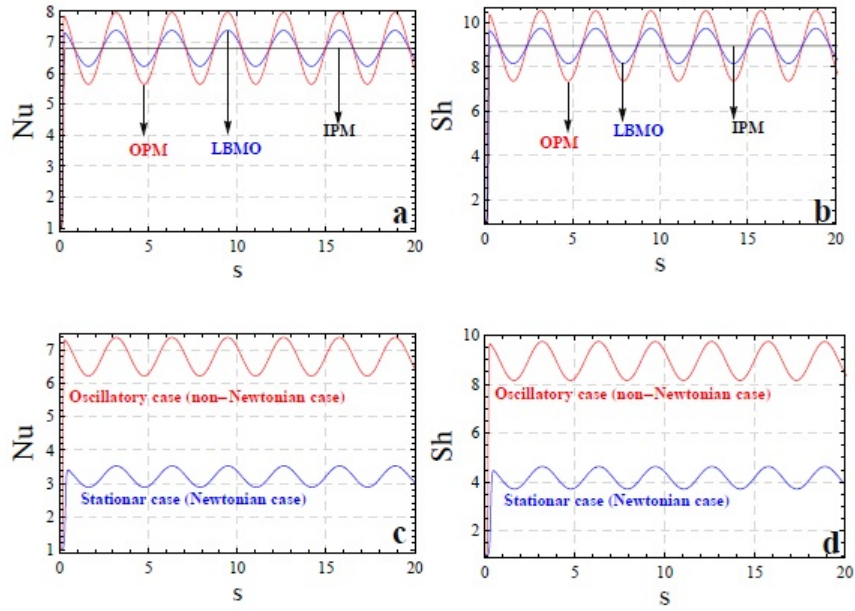 8
7
6
5
4
3
2
1
Nu
OPM
LBMO
IPM
a
0 5 10 15 20
s
10
8
6
4
2
Sh
OPM
LBMO
IPM
b
0 5 10 15 20
s
7
6
5
4
3
2
1
Nu
Oscillatory case (non-Newtonian case)
Stationar case (Newtonian case)
c
0 5 10 15 20
s
10
8
6
4
2
Sh
Oscillatory case (non-Newtonian case)
Stationar case (Newtonian case)
d
0 5 10 15 20
s